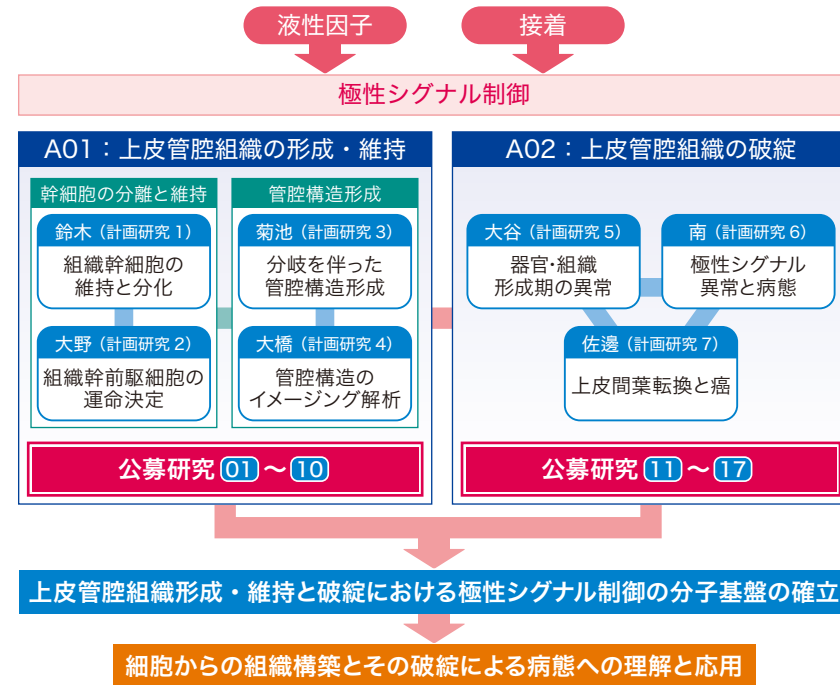 液性因子
接着
極性シグナル制御
A01：上皮管腔組織の形成・維持
幹細胞の分離と維持
鈴木（計画研究 1）
組織幹細胞の
維持と分化
大野（計画研究 2）
組織幹前駆細胞の
運命決定
管腔構造形成
菊池（計画研究 3）
分岐を伴った
管腔構造形成
大橋（計画研究 4）
管腔構造の
イメージング解析
公募研究 01 〜 10
A02：上皮管腔組織の破綻
大谷（計画研究 5）
器官・組織
形成期の異常
南（計画研究 6）
極性シグナル
異常と病態
佐邊（計画研究 7）
上皮間葉転換と癌
公募研究 11 〜 17
上皮管腔組織形成・維持と破綻における極性シグナル制御の分子基盤の確立
細胞からの組織構築とその破綻による病態への理解と応用